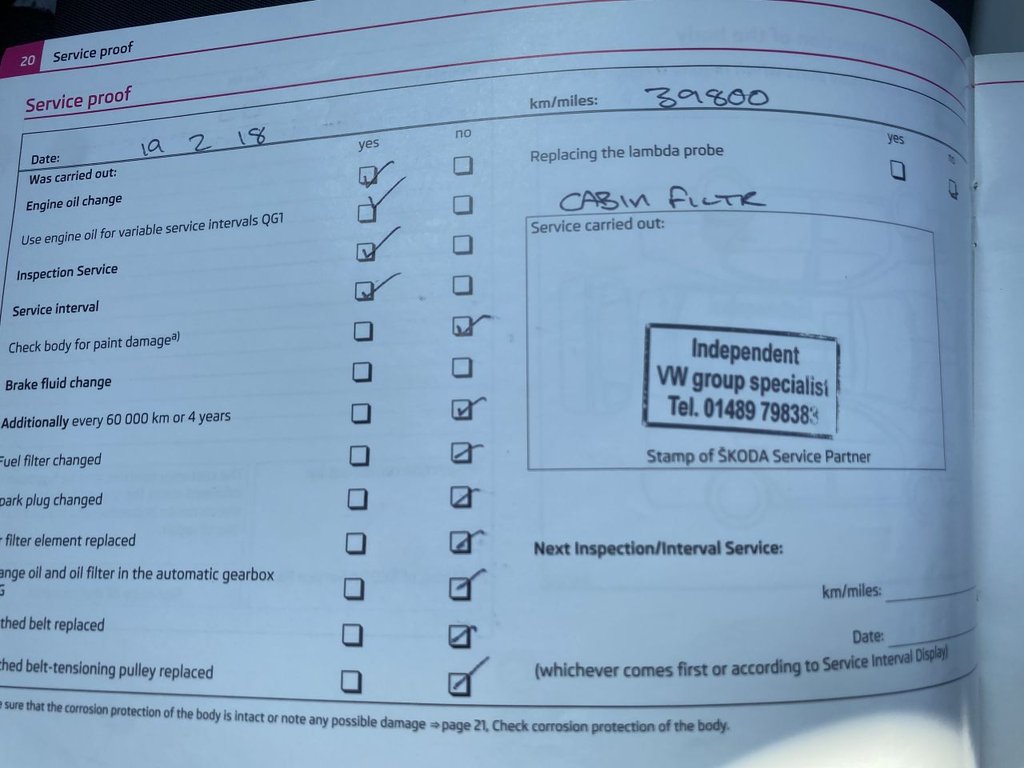 20 Service proof
Service proof
Date: 19 2 18
km/miles: 39800
yes no
Was carried out:
Engine oil change
Use engine oil for variable service intervals QG1
Inspection Service
Service interval
Check body for paint damagea)
Brake fluid change
Additionally every 60 000 km or 4 years
Fuel filter changed
park plug changed
r filter element replaced
ange oil and oil filter in the automatic gearbox
G
thed belt replaced
thed belt-tensioning pulley replaced
yes no
Replacing the lambda probe
CABIN FILTR
Service carried out:
Independent
VW group specialist
Tel. 01489 798383
Stamp of ŠKODA Service Partner
Next Inspection/Interval Service:
km/miles:
Date:
(whichever comes first or according to Service Interval Display)
e sure that the corrosion protection of the body is intact or note any possible damage ⇒ page 21, Check corrosion protection of the body.